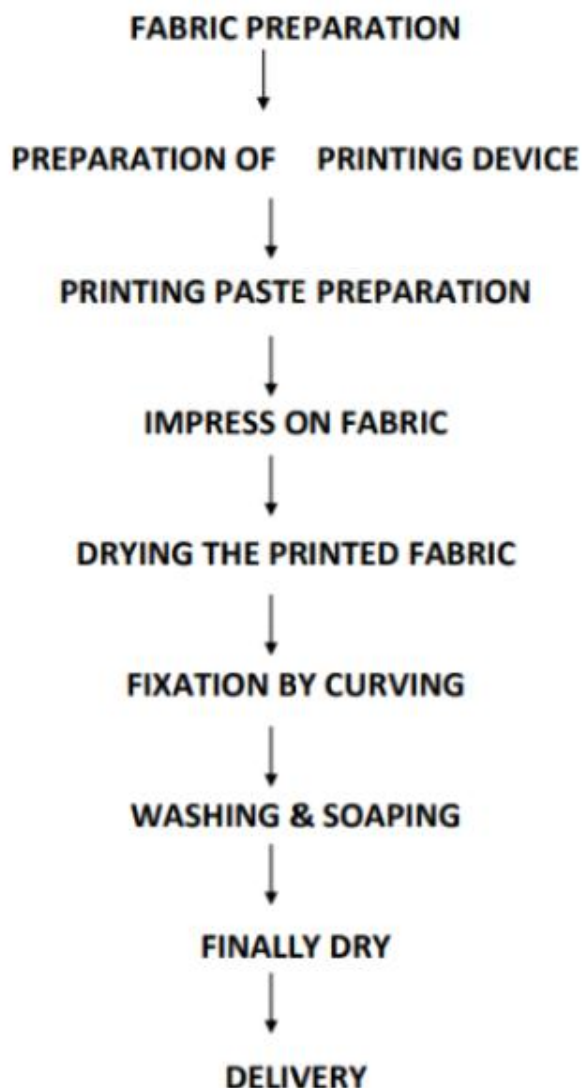 FABRIC PREPARATION
PREPARATION OF PRINTING DEVICE
PRINTING PASTE PREPARATION
IMPRESS ON FABRIC
DRYING THE PRINTED FABRIC
FIXATION BY CURVING
WASHING & SOAPING
FINALLY DRY
DELIVERY